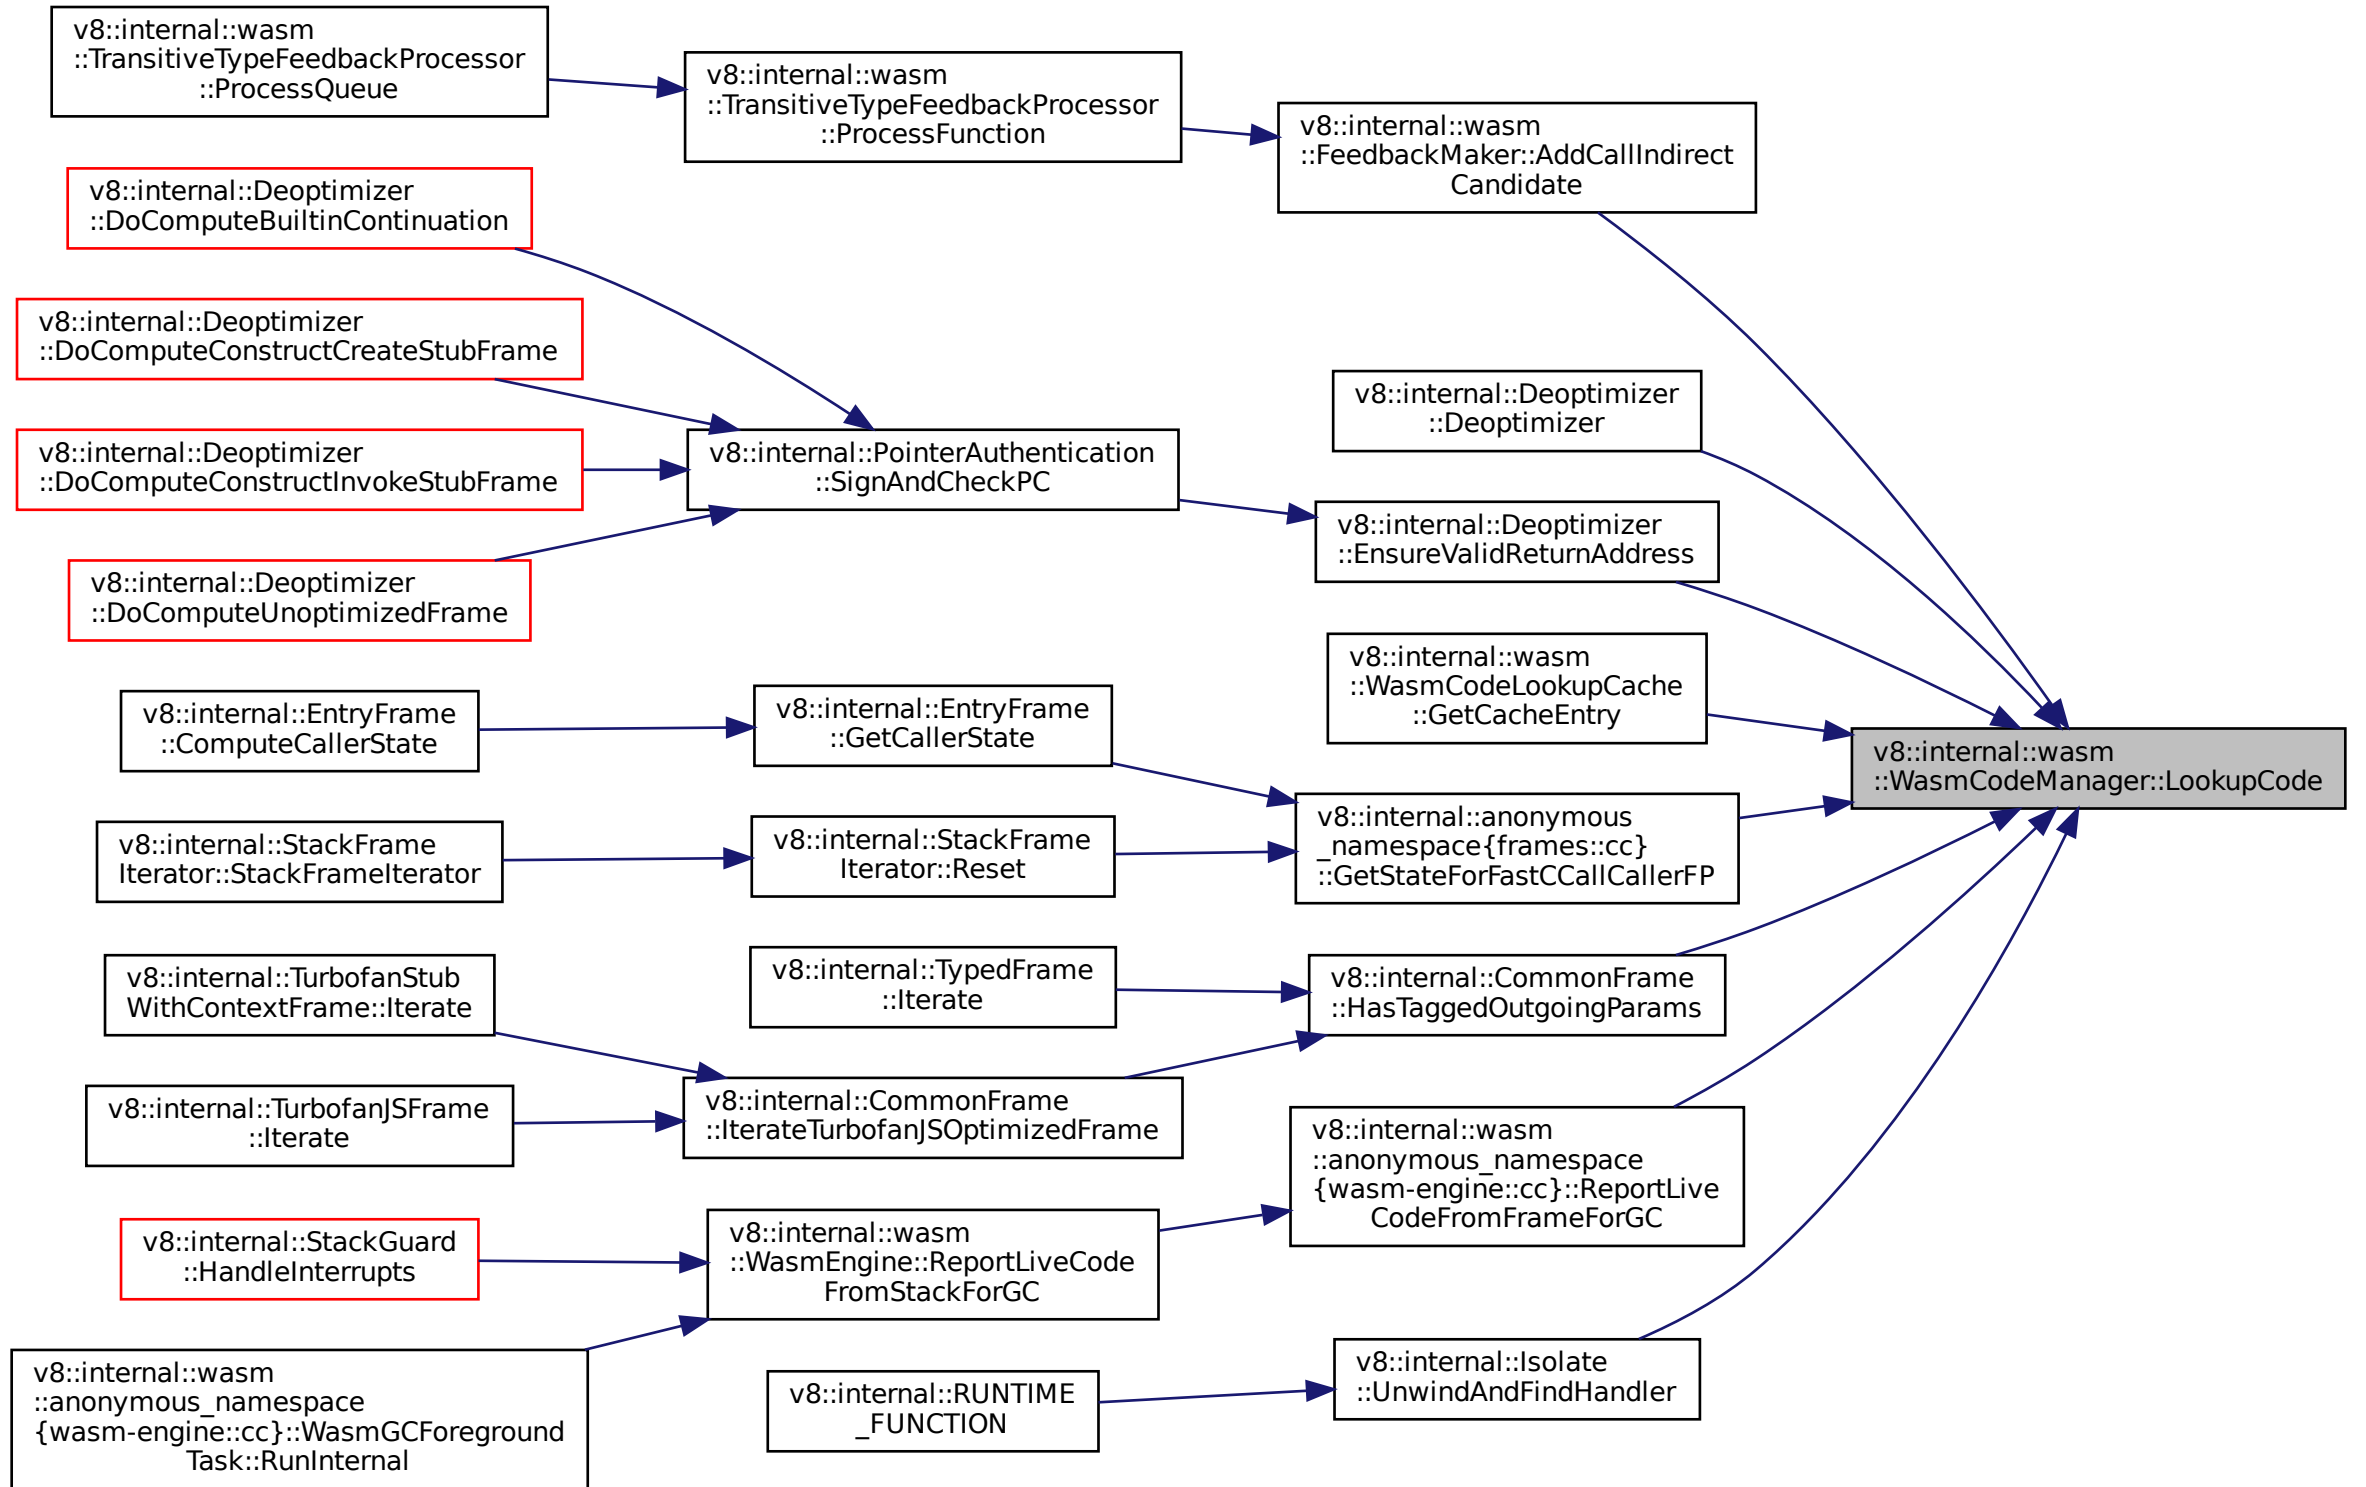 v8::internal::wasm
::TransitiveTypeFeedbackProcessor
::ProcessQueue
v8::internal::wasm
::TransitiveTypeFeedbackProcessor
::ProcessFunction
v8::internal::wasm
::FeedbackMaker::AddCallIndirect
Candidate
v8::internal::Deoptimizer
::DoComputeBuiltinContinuation
v8::internal::Deoptimizer
::DoComputeConstructCreateStubFrame
v8::internal::Deoptimizer
::DoComputeConstructInvokeStubFrame
v8::internal::Deoptimizer
::DoComputeUnoptimizedFrame
v8::internal::PointerAuthentication
::SignAndCheckPC
v8::internal::Deoptimizer
::Deoptimizer
v8::internal::Deoptimizer
::EnsureValidReturnAddress
v8::internal::wasm
::WasmCodeLookupCache
::GetCacheEntry
v8::internal::wasm
::WasmCodeManager::LookupCode
v8::internal::EntryFrame
::ComputeCallerState
v8::internal::EntryFrame
::GetCallerState
v8::internal::StackFrame
Iterator::StackFrameIterator
v8::internal::StackFrame
Iterator::Reset
v8::internal::anonymous
_namespace{frames::cc}
::GetStateForFastCCallCallerFP
v8::internal::TurbofanStub
WithContextFrame::Iterate
v8::internal::TypedFrame
::Iterate
v8::internal::CommonFrame
::HasTaggedOutgoingParams
v8::internal::TurbofanJSFrame
::Iterate
v8::internal::CommonFrame
::IterateTurbofanJSOptimizedFrame
v8::internal::wasm
::anonymous_namespace
{wasm-engine::cc}::ReportLive
CodeFromFrameForGC
v8::internal::StackGuard
::HandleInterrupts
v8::internal::wasm
::WasmEngine::ReportLiveCode
FromStackForGC
v8::internal::wasm
::anonymous_namespace
{wasm-engine::cc}::WasmGCForeground
Task::RunInternal
v8::internal::RUNTIME
_FUNCTION
v8::internal::Isolate
::UnwindAndFindHandler